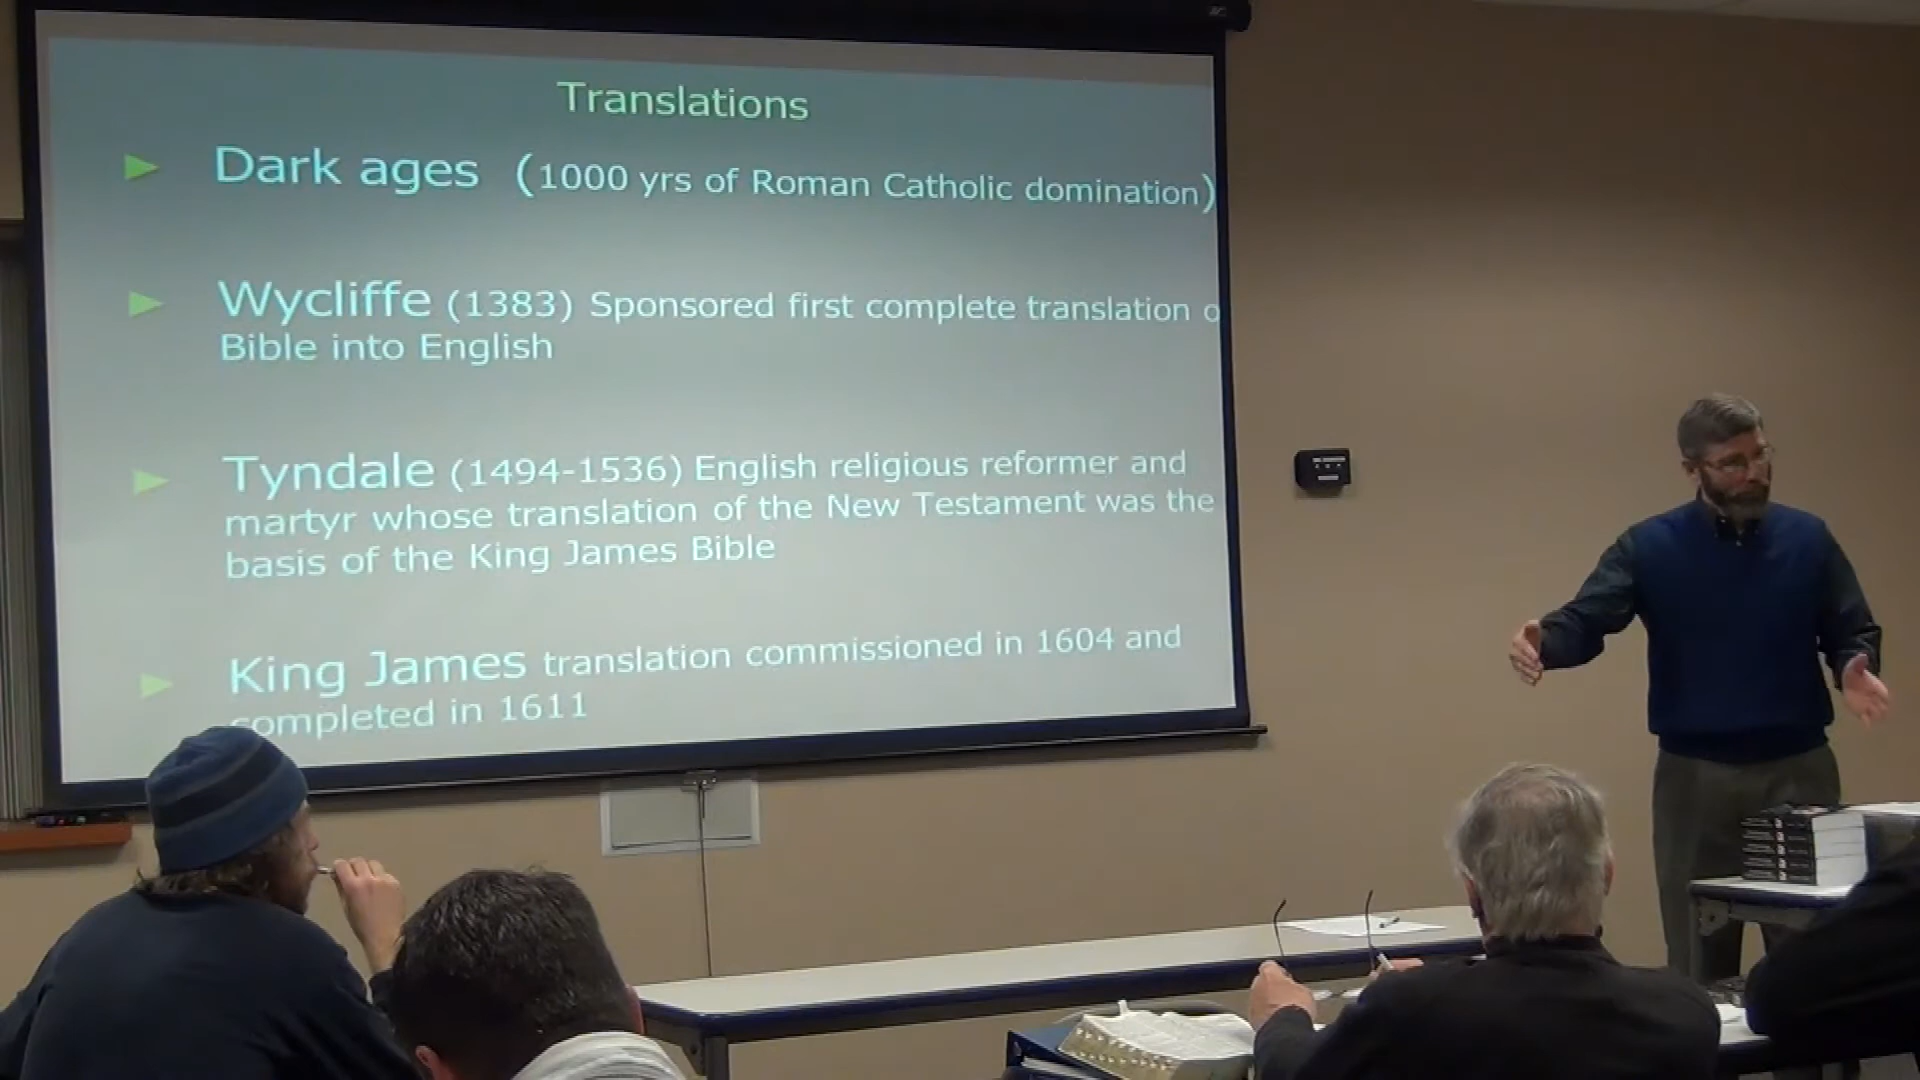 Translations
Dark ages (1000 yrs of Roman Catholic domination)
Wycliffe (1383) Sponsored first complete translation
Bible into English
Tyndale (1494-1536) English religious reformer and
martyr whose translation of the New Testament was the
basis of the King James Bible
King James translation commissioned in 1604 and
completed in 1611